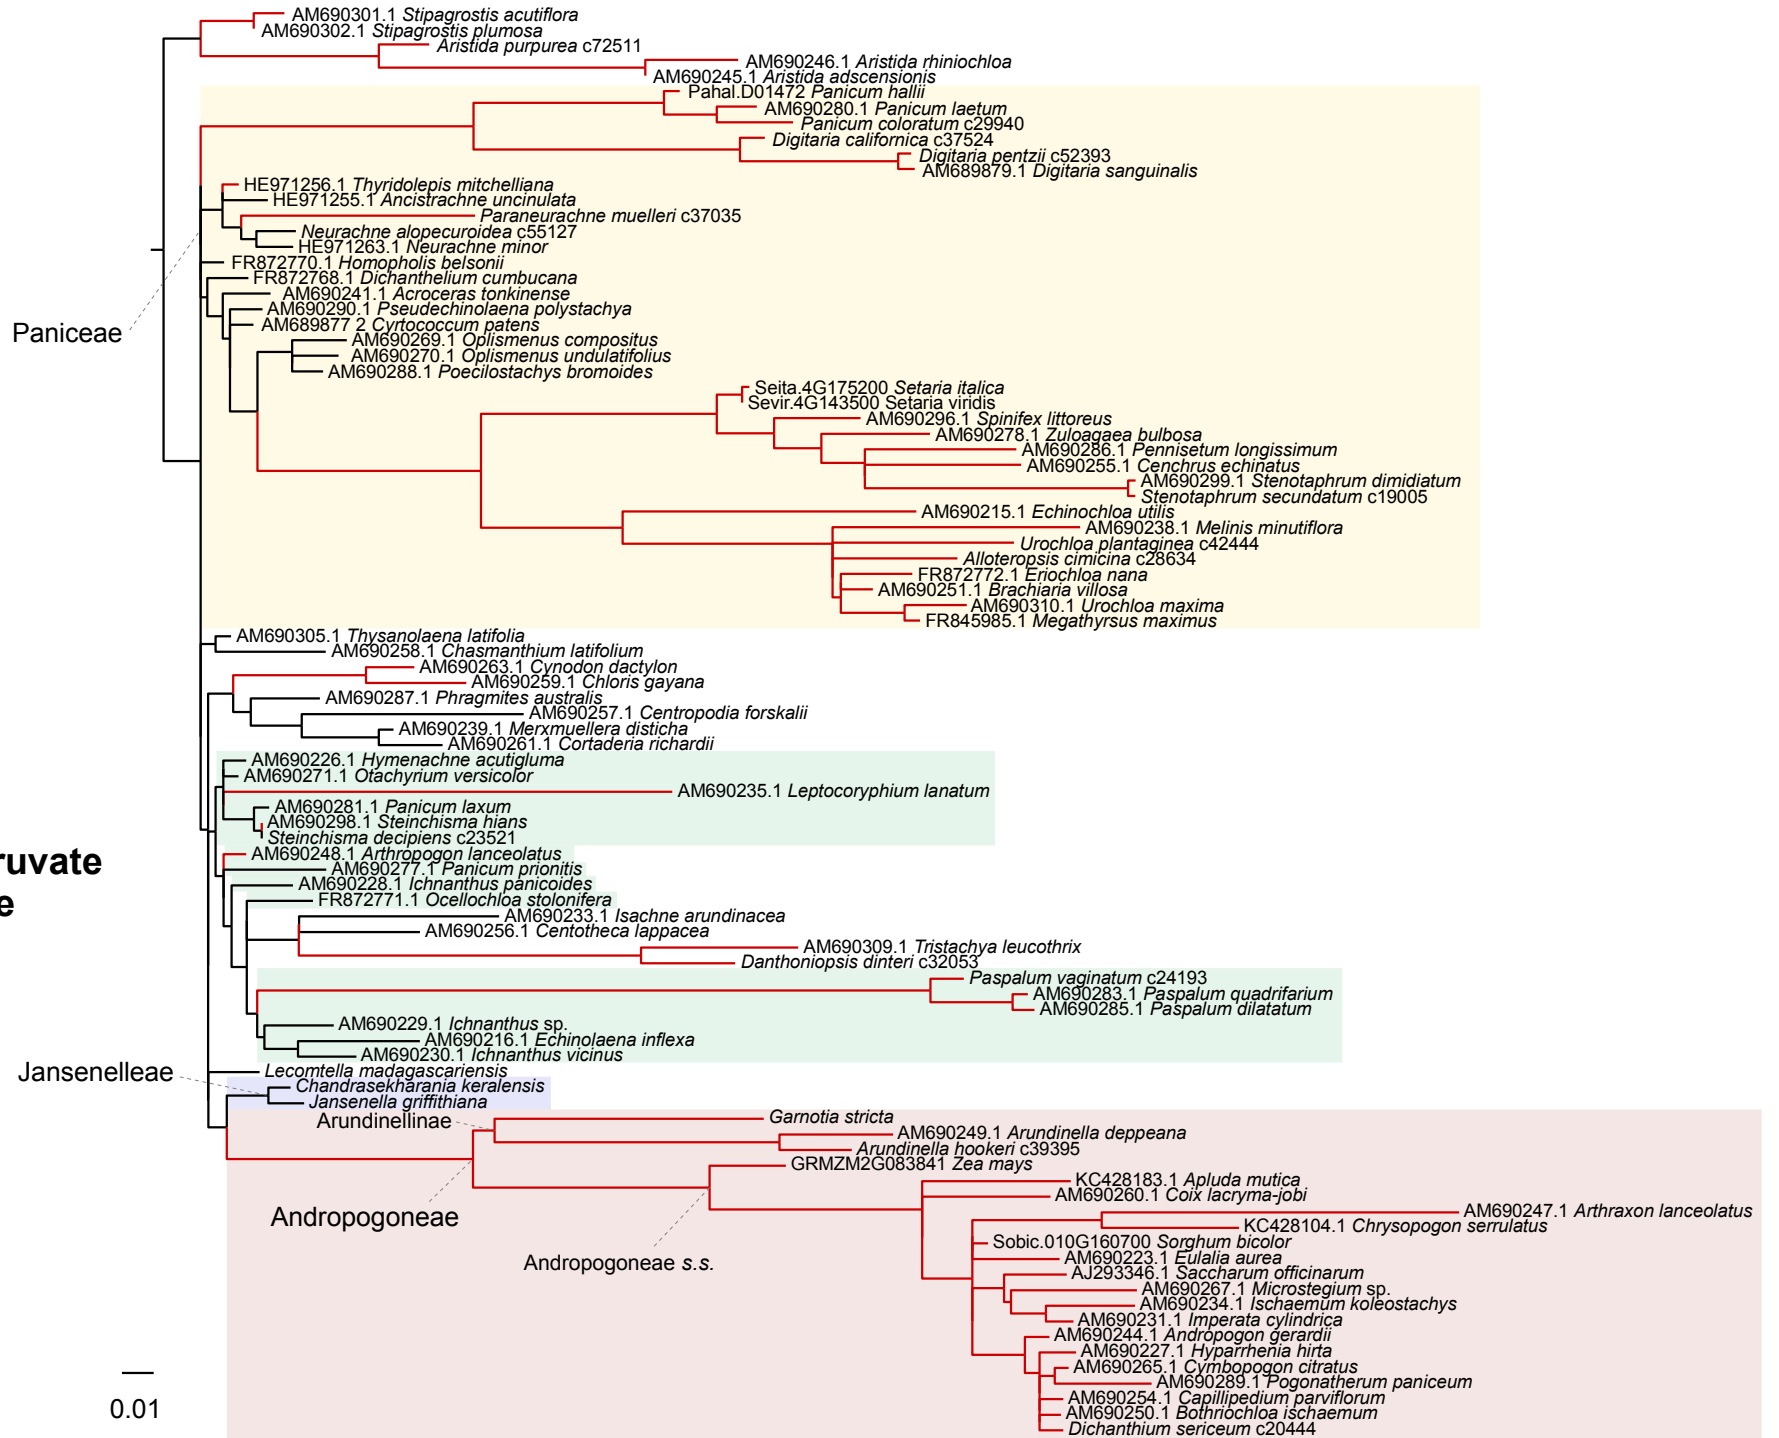 AM690301.1 Stipagrostis acutiflora
AM690302.1 Stipagrostis plumosa
Aristida purpurea c72511
AM690246.1 Aristida rhiniochloa
AM690245.1 Aristida adscensionis
Pahal.D01472 Panicum hallii
AM690280.1 Panicum laetum
Panicum coloratum c29940
Digitaria californica c37524
Digitaria pentzii c52393
AM689879.1 Digitaria sanguinalis
HE971256.1 Thyridolepis mitchelliana
HE971255.1 Ancistrachne uncinulata
Paraneurachne muelleri c37035
Neurachne alopecuroidea c55127
HE971263.1 Neurachne minor
FR872770.1 Homopholis belsonii
FR872768.1 Dichanthelium cumbucana
AM690241.1 Acroceras tonkinense
AM690290.1 Pseudechinolaena polystachya
AM689877 2 Cyrtococcum patens
Paniceae
AM690269.1 Oplismenus compositus
AM690270.1 Oplismenus undulatifolius
AM690288.1 Poecilostachys bromoides
Seita.4G175200 Setaria italica
Sevir.4G143500 Setaria viridis
AM690296.1 Spinifex littoreus
AM690278.1 Zuloagaea bulbosa
AM690286.1 Pennisetum longissimum
AM690255.1 Cenchrus echinatus
AM690299.1 Stenotaphrum dimidiatum
Stenotaphrum secundatum c19005
AM690215.1 Echinochloa utilis
AM690238.1 Melinis minutiflora
Urochloa plantaginea c42444
Alloteropsis cimicina c28634
FR872772.1 Eriochloa nana
AM690251.1 Brachiaria villosa
AM690310.1 Urochloa maxima
FR845985.1 Megathyrsus maximus
AM690305.1 Thysanolaena latifolia
AM690258.1 Chasmanthium latifolium
AM690263.1 Cynodon dactylon
AM690259.1 Chloris gayana
AM690287.1 Phragmites australis
AM690257.1 Centropodia forskalii
AM690239.1 Merxmuellera disticha
AM690261.1 Cortaderia richardii
AM690226.1 Hymenachne acutigluma
AM690271.1 Otachyrium versicolor
AM690235.1 Leptocoryphium lanatum
AM690281.1 Panicum laxum
AM690298.1 Steinchisma hians
Steinchisma decipiens c23521
AM690248.1 Arthropogon lanceolatus
ruvate
AM690277.1 Panicum prionitis
AM690228.1 Ichnanthus panicoides
FR872771.1 Ocellochloa stolonifera
e
AM690233.1 Isachne arundinacea
AM690256.1 Centotheca lappacea
AM690309.1 Tristachya leucothrix
Danthoniopsis dinteri c32053
Paspalum vaginatum c24193
AM690283.1 Paspalum quadrifarium
AM690285.1 Paspalum dilatatum
AM690229.1 Ichnanthus sp.
AM690216.1 Echinolaena inflexa
AM690230.1 Ichnanthus vicinus
Lecomtella madagascariensis
Jansenelleae
Chandrasekharania keralensis
Jansenella griffithiana
Arundinellinae
Garnotia stricta
AM690249.1 Arundinella deppeana
Arundinella hookeri c39395
GRMZM2G083841 Zea mays
KC428183.1 Apluda mutica
AM690260.1 Coix lacryma-jobi
AM690247.1 Arthraxon lanceolatus
Andropogoneae
KC428104.1 Chrysopogon serrulatus
Sobic.010G160700 Sorghum bicolor
AM690223.1 Eulalia aurea
Andropogoneae s.s.
AJ293346.1 Saccharum officinarum
AM690267.1 Microstegium sp.
AM690234.1 Ischaemum koleostachys
AM690231.1 Imperata cylindrica
AM690244.1 Andropogon gerardii
AM690227.1 Hyparrhenia hirta
AM690265.1 Cymbopogon citratus
AM690289.1 Pogonatherum paniceum
AM690254.1 Capillipedium parviflorum
AM690250.1 Bothriochloa ischaemum
Dichanthium sericeum c20444
0.01